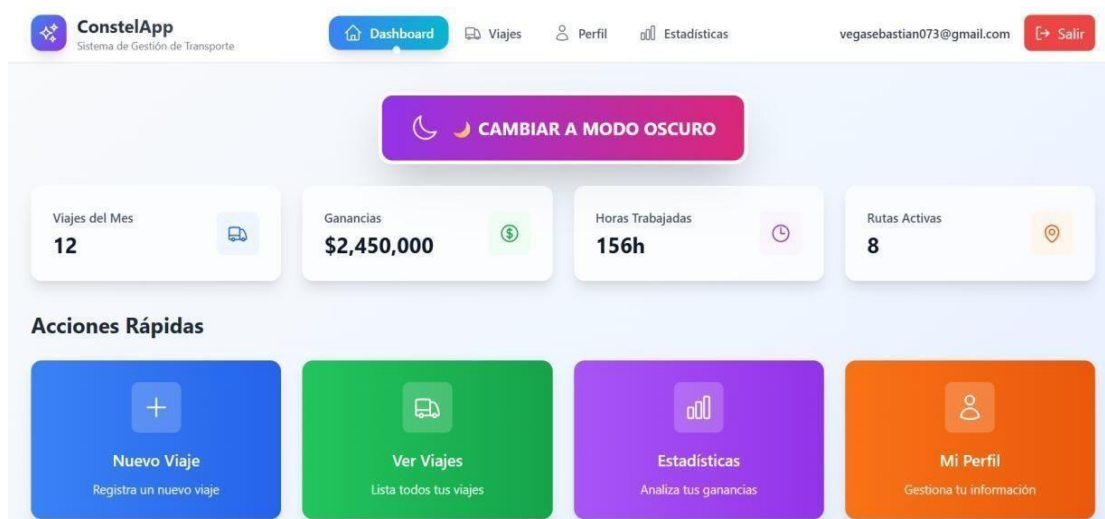 ConstelApp
Sistema de Gestión de Transporte
Dashboard
Viajes
Perfil
Estadísticas
vegasebastian073@gmail.com
Salir
🌙 CAMBIAR A MODO OSCURO
Viajes del Mes
12
Ganancias
$2,450,000
Horas Trabajadas
156h
Rutas Activas
8
Acciones Rápidas
Nuevo Viaje
Registra un nuevo viaje
Ver Viajes
Lista todos tus viajes
Estadísticas
Analiza tus ganancias
Mi Perfil
Gestiona tu información